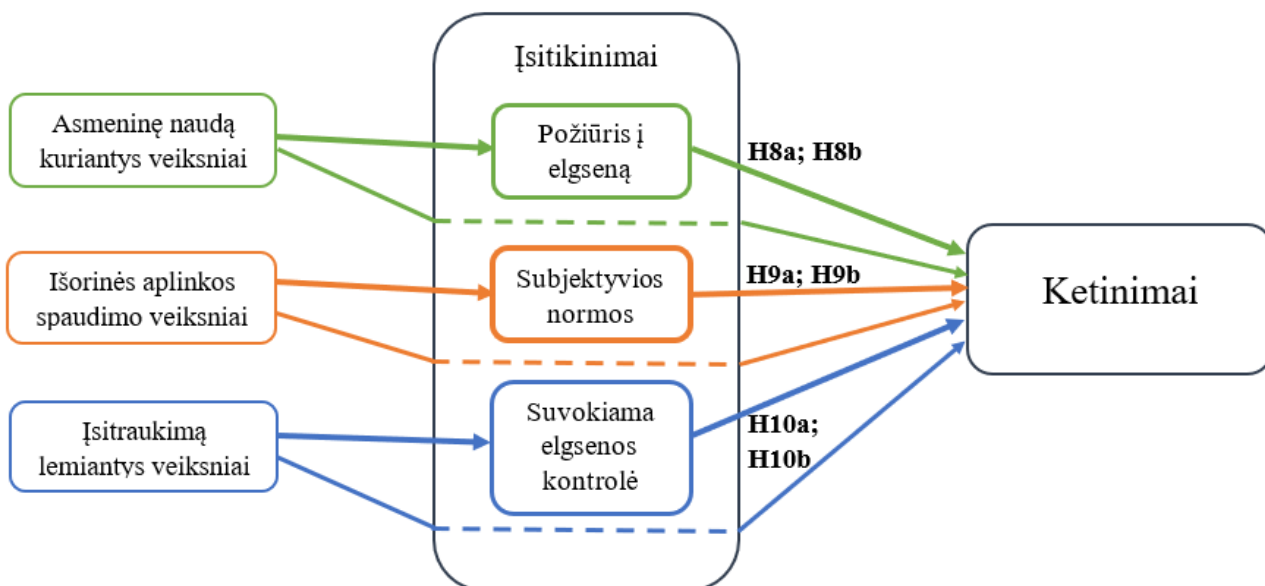 Įsitikinimai
Asmeninę naudą
kuriantys veiksniai
Požiūris į
elgseną
H8a; H8b
Išorinės aplinkos
spaudimo veiksniai
Subjektyvios
normos
H9a; H9b
Ketinimai
Įsitraukimą
lemiantys veiksniai
Suvokiama
elgsenos
kontrolė
H10a;
H10b